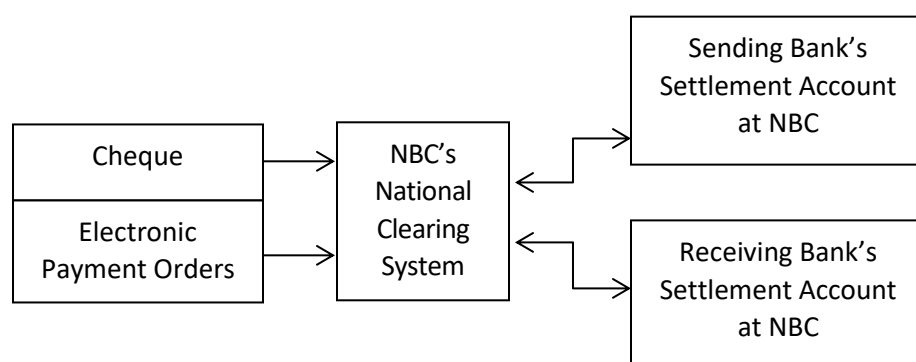 Cheque
Electronic
Payment Orders
NBC’s
National
Clearing
System
Sending Bank’s
Settlement Account
at NBC
Receiving Bank’s
Settlement Account
at NBC